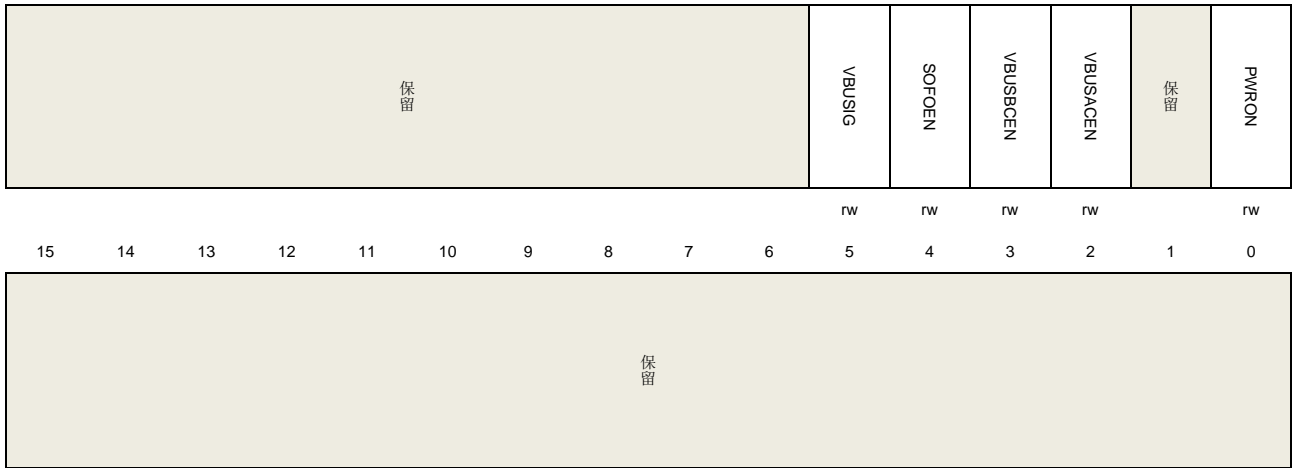 保留
VBUSIG
SOFOEN
VBUSBCEN
VBUSACEN
保留
PWRON
rw rw rw rw rw
15 14 13 12 11 10 9 8 7 6 5 4 3 2 1 0
保留